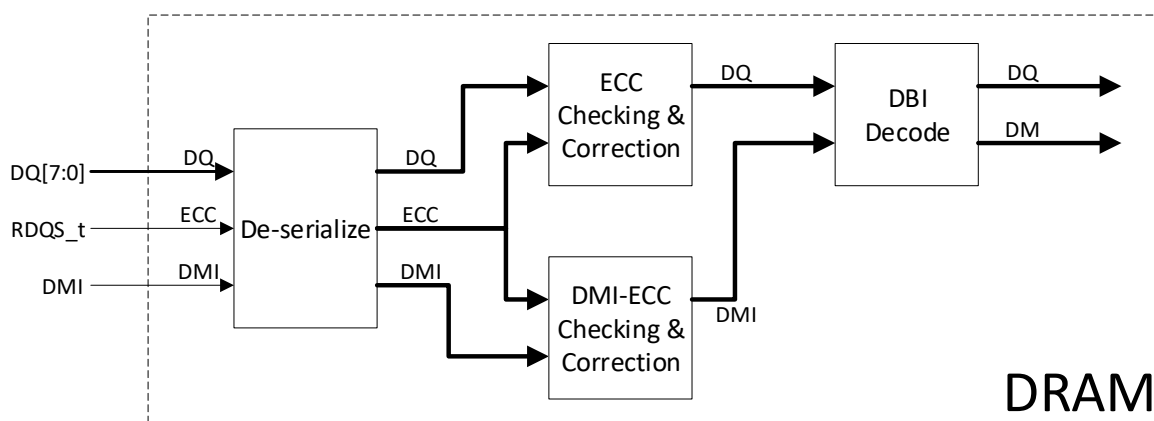 DQ[7:0]
RDQS_t
DMI
DQ
ECC
DMI
De-serialize
DQ
ECC
DMI
ECC
Checking &
Correction
DMI-ECC
Checking &
Correction
DQ
DMI
DBI
Decode
DQ
DM
DRAM